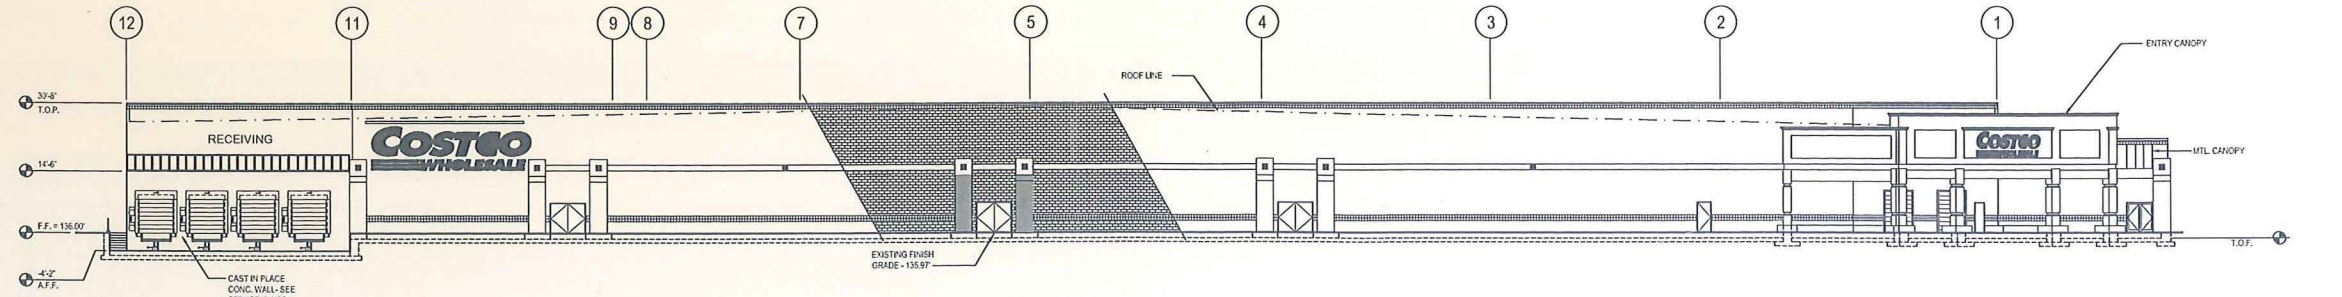 12
11
9
8
7
5
4
3
2
1
ENTRY CANOPY
ROOF LINE
30'-8"
T.O.P.
RECEIVING
COSTCO
WHOLESALE
COSTCO
WHOLESALE
14'-6"
MTL. CANOPY
F.F. = 136.00'
T.O.F.
EXISTING FINISH
GRADE - 135.97'
-4'-2"
A.F.F.
CAST IN PLACE
CONC. WALL- SEE